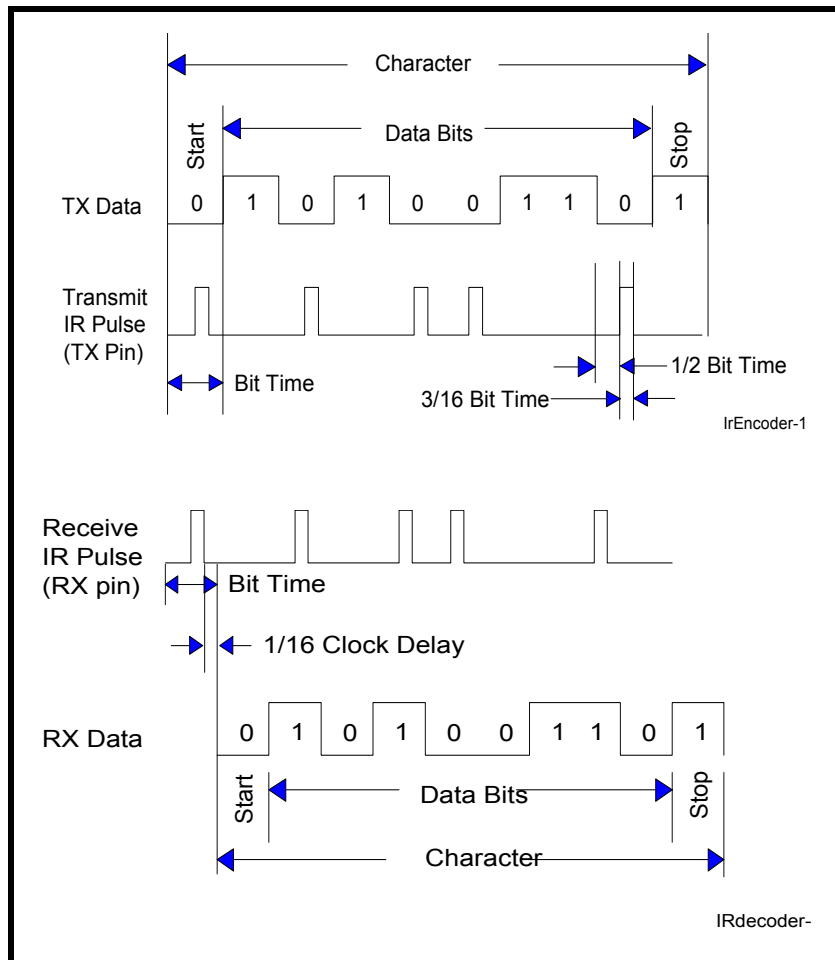 Character
Start
Data Bits
Stop
TX Data
0 1 0 1 0 0 1 1 0 1
Transmit
IR Pulse
(TX Pin)
Bit Time
1/2 Bit Time
3/16 Bit Time
IrEncoder-1
Receive
IR Pulse
(RX pin)
Bit Time
1/16 Clock Delay
RX Data
0 1 0 1 0 0 1 1 0 1
Start
Data Bits
Stop
Character
IRdecoder-